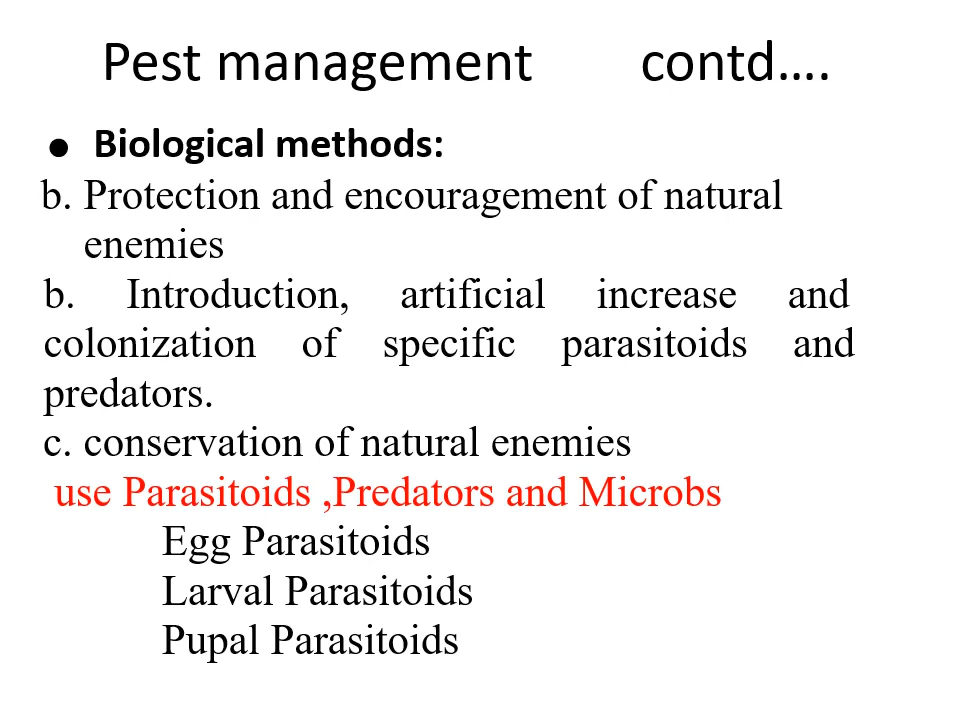 Pest management contd….
● Biological methods:
b. Protection and encouragement of natural
enemies
b. Introduction, artificial increase and
colonization of specific parasitoids and
predators.
c. conservation of natural enemies
use Parasitoids ,Predators and Microbs
Egg Parasitoids
Larval Parasitoids
Pupal Parasitoids